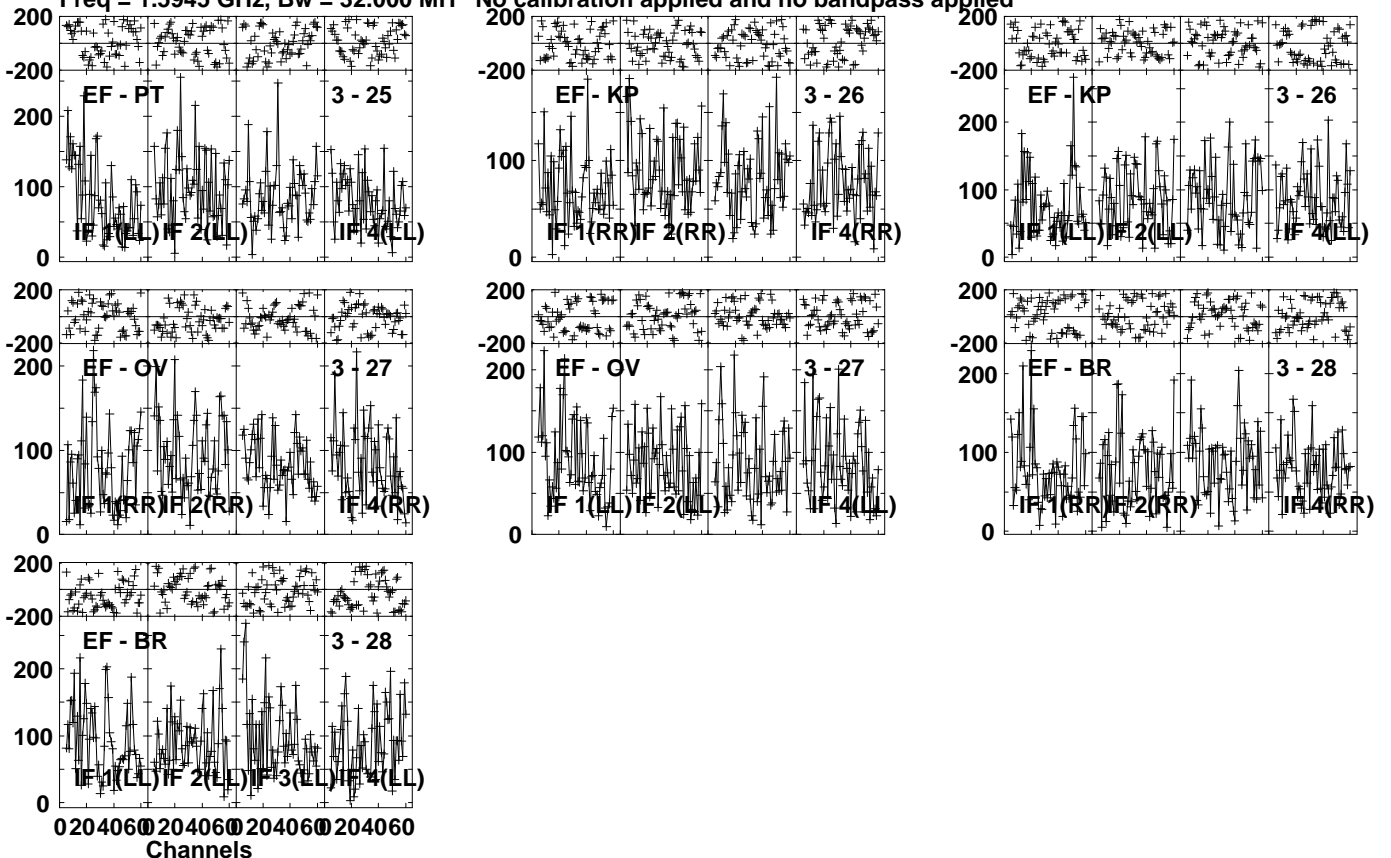 Freq = 1.5945 GHz, Bw = 32.000 MH No calibration applied and no bandpass applied
200
-200
EF - PT 3 - 25
200
100
0
IF 1(LL) IF 2(LL) IF 4(LL)
200
-200
EF - KP 3 - 26
100
0
IF 1(RR) IF 2(RR) IF 4(RR)
200
-200
EF - KP 3 - 26
200
100
0
IF 1(LL) IF 2(LL) IF 4(LL)
200
-200
EF - OV 3 - 27
200
100
0
IF 1(RR) IF 2(RR) IF 4(RR)
200
-200
EF - OV 3 - 27
200
100
0
IF 1(LL) IF 2(LL) IF 4(LL)
200
-200
EF - BR 3 - 28
200
100
0
IF 1(RR) IF 2(RR) IF 4(RR)
200
-200
EF - BR 3 - 28
200
100
0
IF 1(LL) IF 2(LL) IF 3(LL) IF 4(LL)
0 20 40 60 0 20 40 60 0 20 40 60 0 20 40 60
Channels